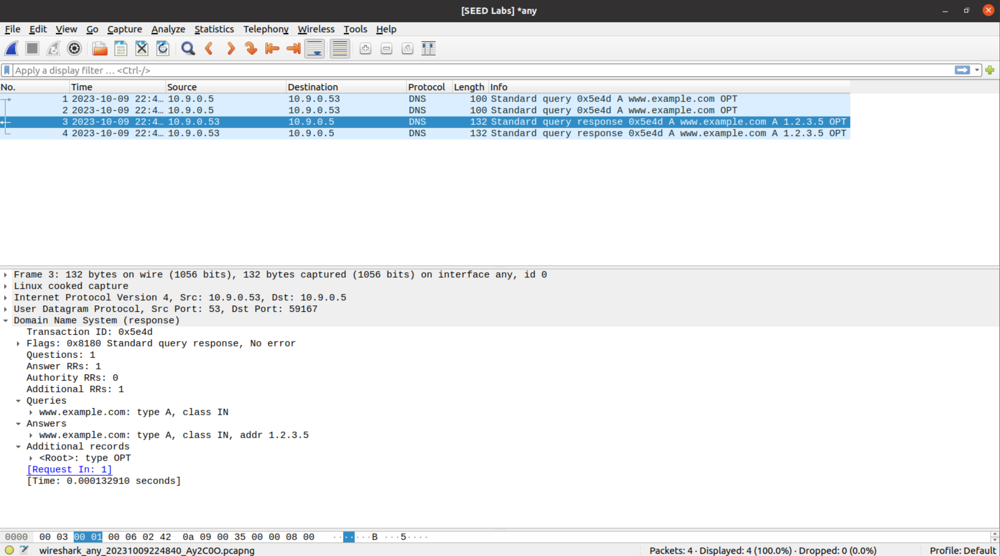 [SEED Labs] *any
File Edit View Go Capture Analyze Statistics Telephony Wireless Tools Help
Apply a display filter … <Ctrl-/>
No. Time Source Destination Protocol Length Info
1 2023-10-09 22:4… 10.9.0.5 10.9.0.53 DNS 100 Standard query 0x5e4d A www.example.com OPT
2 2023-10-09 22:4… 10.9.0.5 10.9.0.53 DNS 100 Standard query 0x5e4d A www.example.com OPT
3 2023-10-09 22:4… 10.9.0.53 10.9.0.5 DNS 132 Standard query response 0x5e4d A www.example.com A 1.2.3.5 OPT
4 2023-10-09 22:4… 10.9.0.53 10.9.0.5 DNS 132 Standard query response 0x5e4d A www.example.com A 1.2.3.5 OPT
Frame 3: 132 bytes on wire (1056 bits), 132 bytes captured (1056 bits) on interface any, id 0
Linux cooked capture
Internet Protocol Version 4, Src: 10.9.0.53, Dst: 10.9.0.5
User Datagram Protocol, Src Port: 53, Dst Port: 59167
Domain Name System (response)
Transaction ID: 0x5e4d
Flags: 0x8180 Standard query response, No error
Questions: 1
Answer RRs: 1
Authority RRs: 0
Additional RRs: 1
Queries
www.example.com: type A, class IN
Answers
www.example.com: type A, class IN, addr 1.2.3.5
Additional records
<Root>: type OPT
[Request In: 1]
[Time: 0.000132910 seconds]
0000 00 03 00 01 00 06 02 42 0a 09 00 35 00 00 08 00 ·······B ···5····
wireshark_any_20231009224840_Ay2C0O.pcapng Packets: 4 · Displayed: 4 (100.0%) · Dropped: 0 (0.0%) Profile: Default